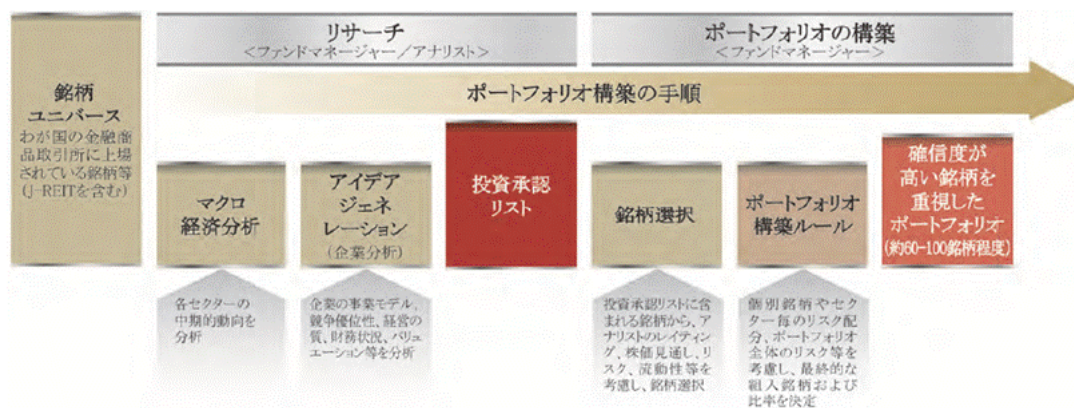 リサーチ
<ファンドマネージャー／アナリスト>
ポートフォリオの構築
<ファンドマネージャー>
ポートフォリオ構築の手順
銘柄
ユニバース
わが国の金融商
品取引所に上場
されている銘柄等
(J-REITを含む)
マクロ
経済分析
アイデア
ジェネ
レーション
(企業分析)
投資承認
リスト
銘柄選択
ポートフォリオ
構築ルール
確信度が
高い銘柄を
重視した
ポートフォリオ
(約60-100銘柄程度)
各セクターの
中期的動向を
分析
企業の事業モデル、
競争優位性、経営の
質、財務状況、バリュ
エーション等を分析
投資承認リストに含
まれる銘柄から、ア
ナリストのレイティン
グ、株価見通し、リ
スク、流動性等を
考慮し、銘柄選択
個別銘柄やセク
ター毎のリスク配
分、ポートフォリオ
全体のリスク等を
考慮し、最終的な
組入銘柄および
比率を決定